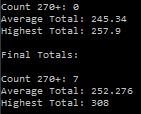 Count 270+: 0
Average Total: 245.34
Highest Total: 257.9
Final Totals:
Count 270+: 7
Average Total: 252.276
Highest Total: 308